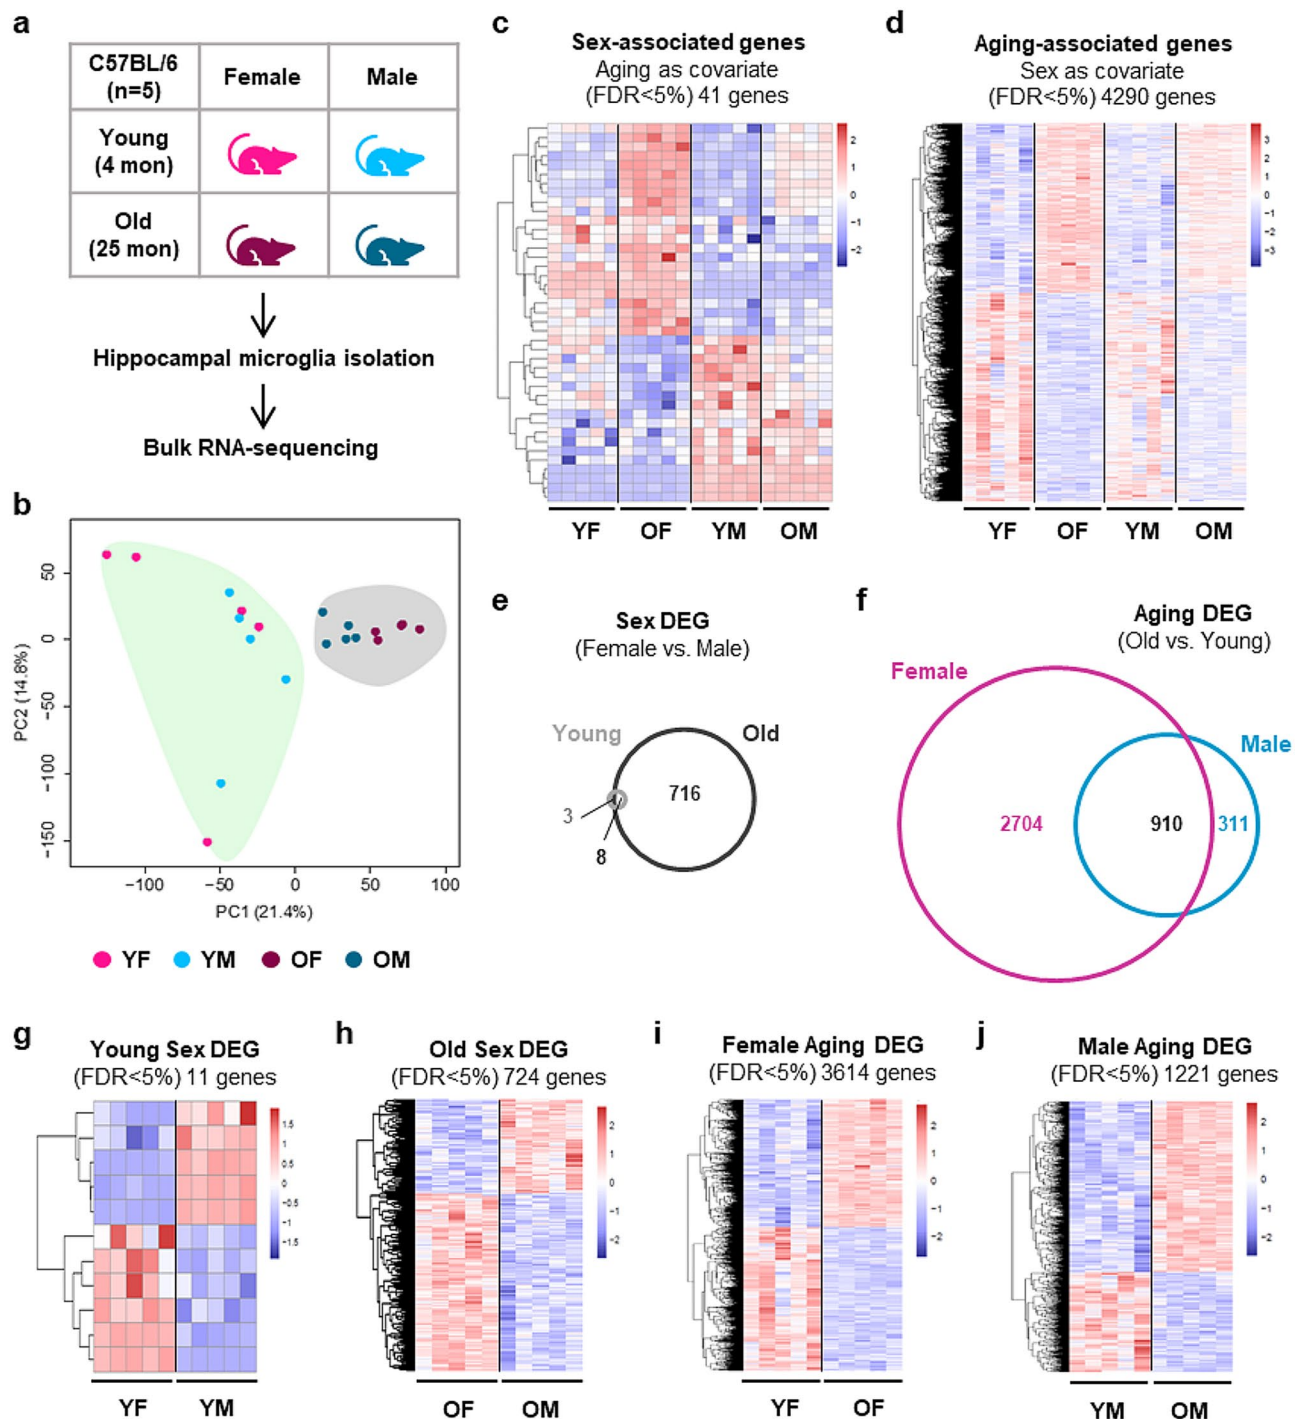 a
C57BL/6
(n=5)
Female
Male
Young
(4 mon)
Old
(25 mon)
Hippocampal microglia isolation
Bulk RNA-sequencing
b
PC2 (14.8%)
50
0
−50
−100
−150
−100
−50
0
50
100
PC1 (21.4%)
YF
YM
OF
OM
c
Sex-associated genes
Aging as covariate
(FDR<5%) 41 genes
2
1
0
−1
−2
YF
OF
YM
OM
d
Aging-associated genes
Sex as covariate
(FDR<5%) 4290 genes
3
2
1
0
−1
−2
−3
YF
OF
YM
OM
e
Sex DEG
(Female vs. Male)
Young
Old
716
3
8
f
Aging DEG
(Old vs. Young)
Female
Male
2704
910
311
g
Young Sex DEG
(FDR<5%) 11 genes
1.5
1
0.5
0
−0.5
−1
−1.5
YF
YM
h
Old Sex DEG
(FDR<5%) 724 genes
2
1
0
−1
−2
OF
OM
i
Female Aging DEG
(FDR<5%) 3614 genes
2
1
0
−1
−2
YF
OF
j
Male Aging DEG
(FDR<5%) 1221 genes
2
1
0
−1
−2
YM
OM